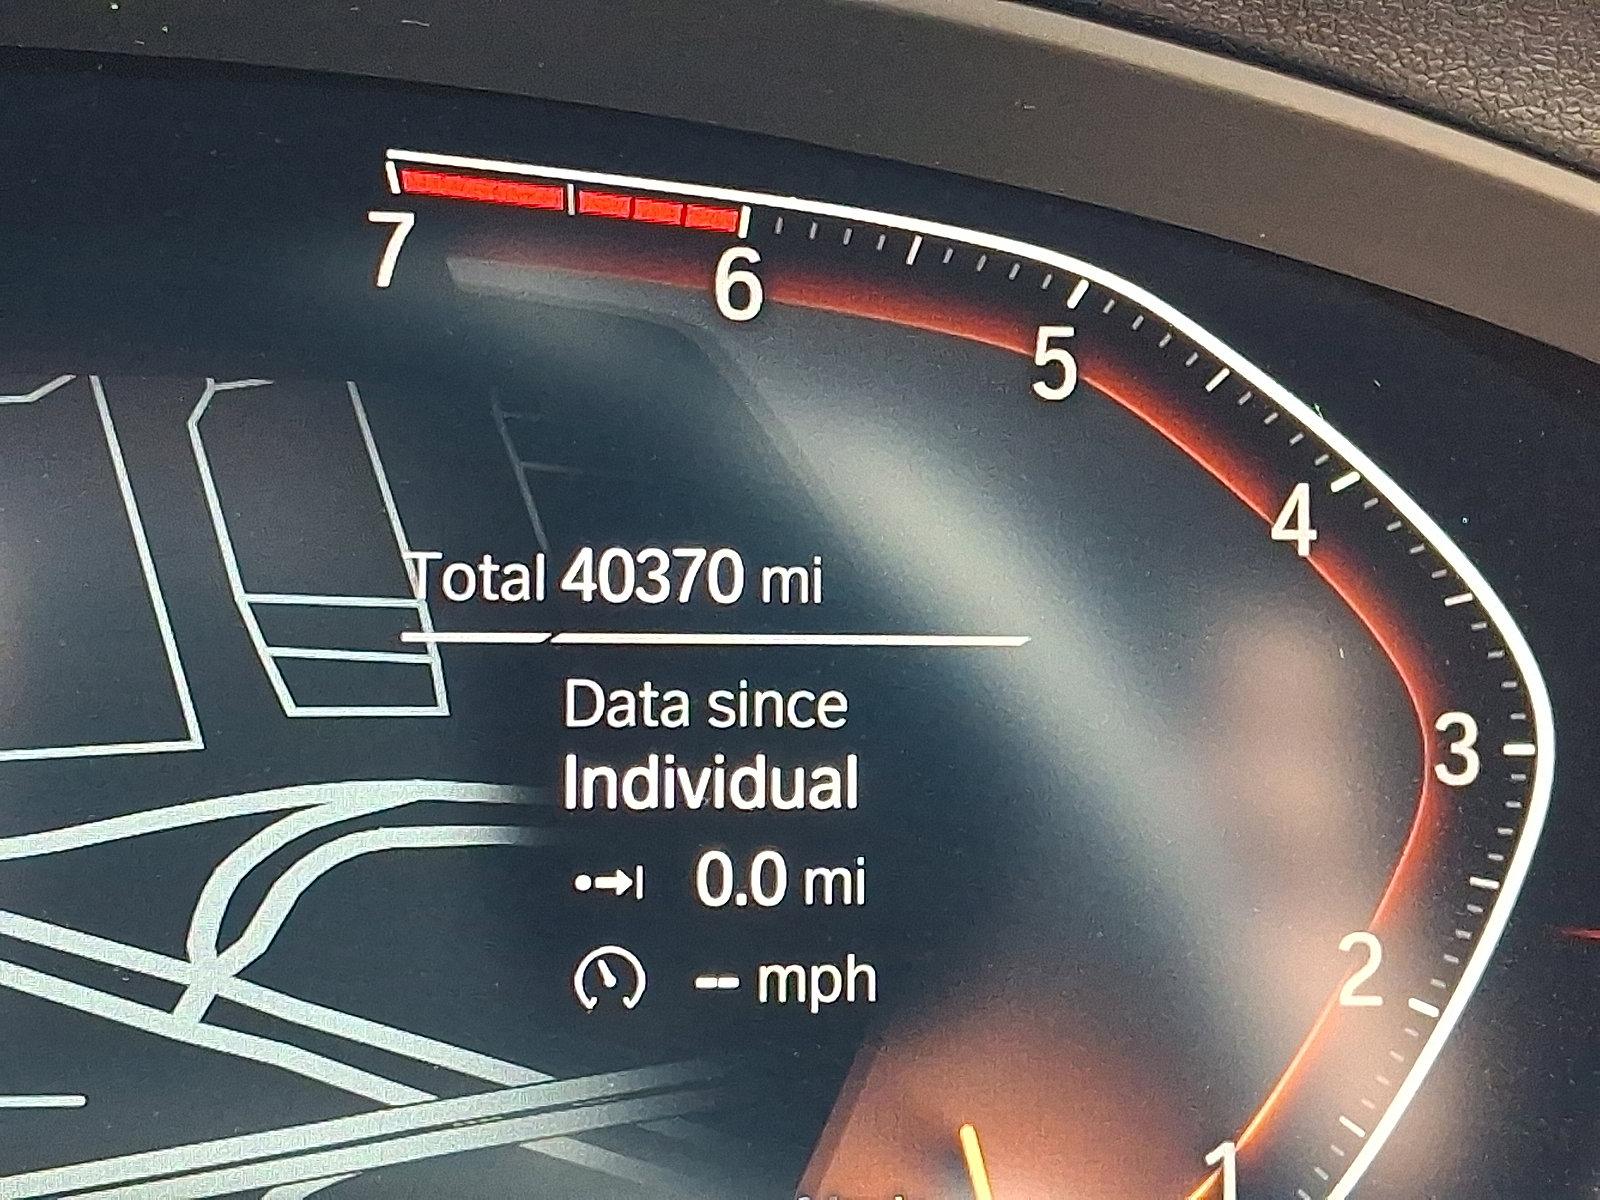 7
6
5
4
Total 40370 mi
Data since
Individual
3
0.0 mi
2
-- mph
1